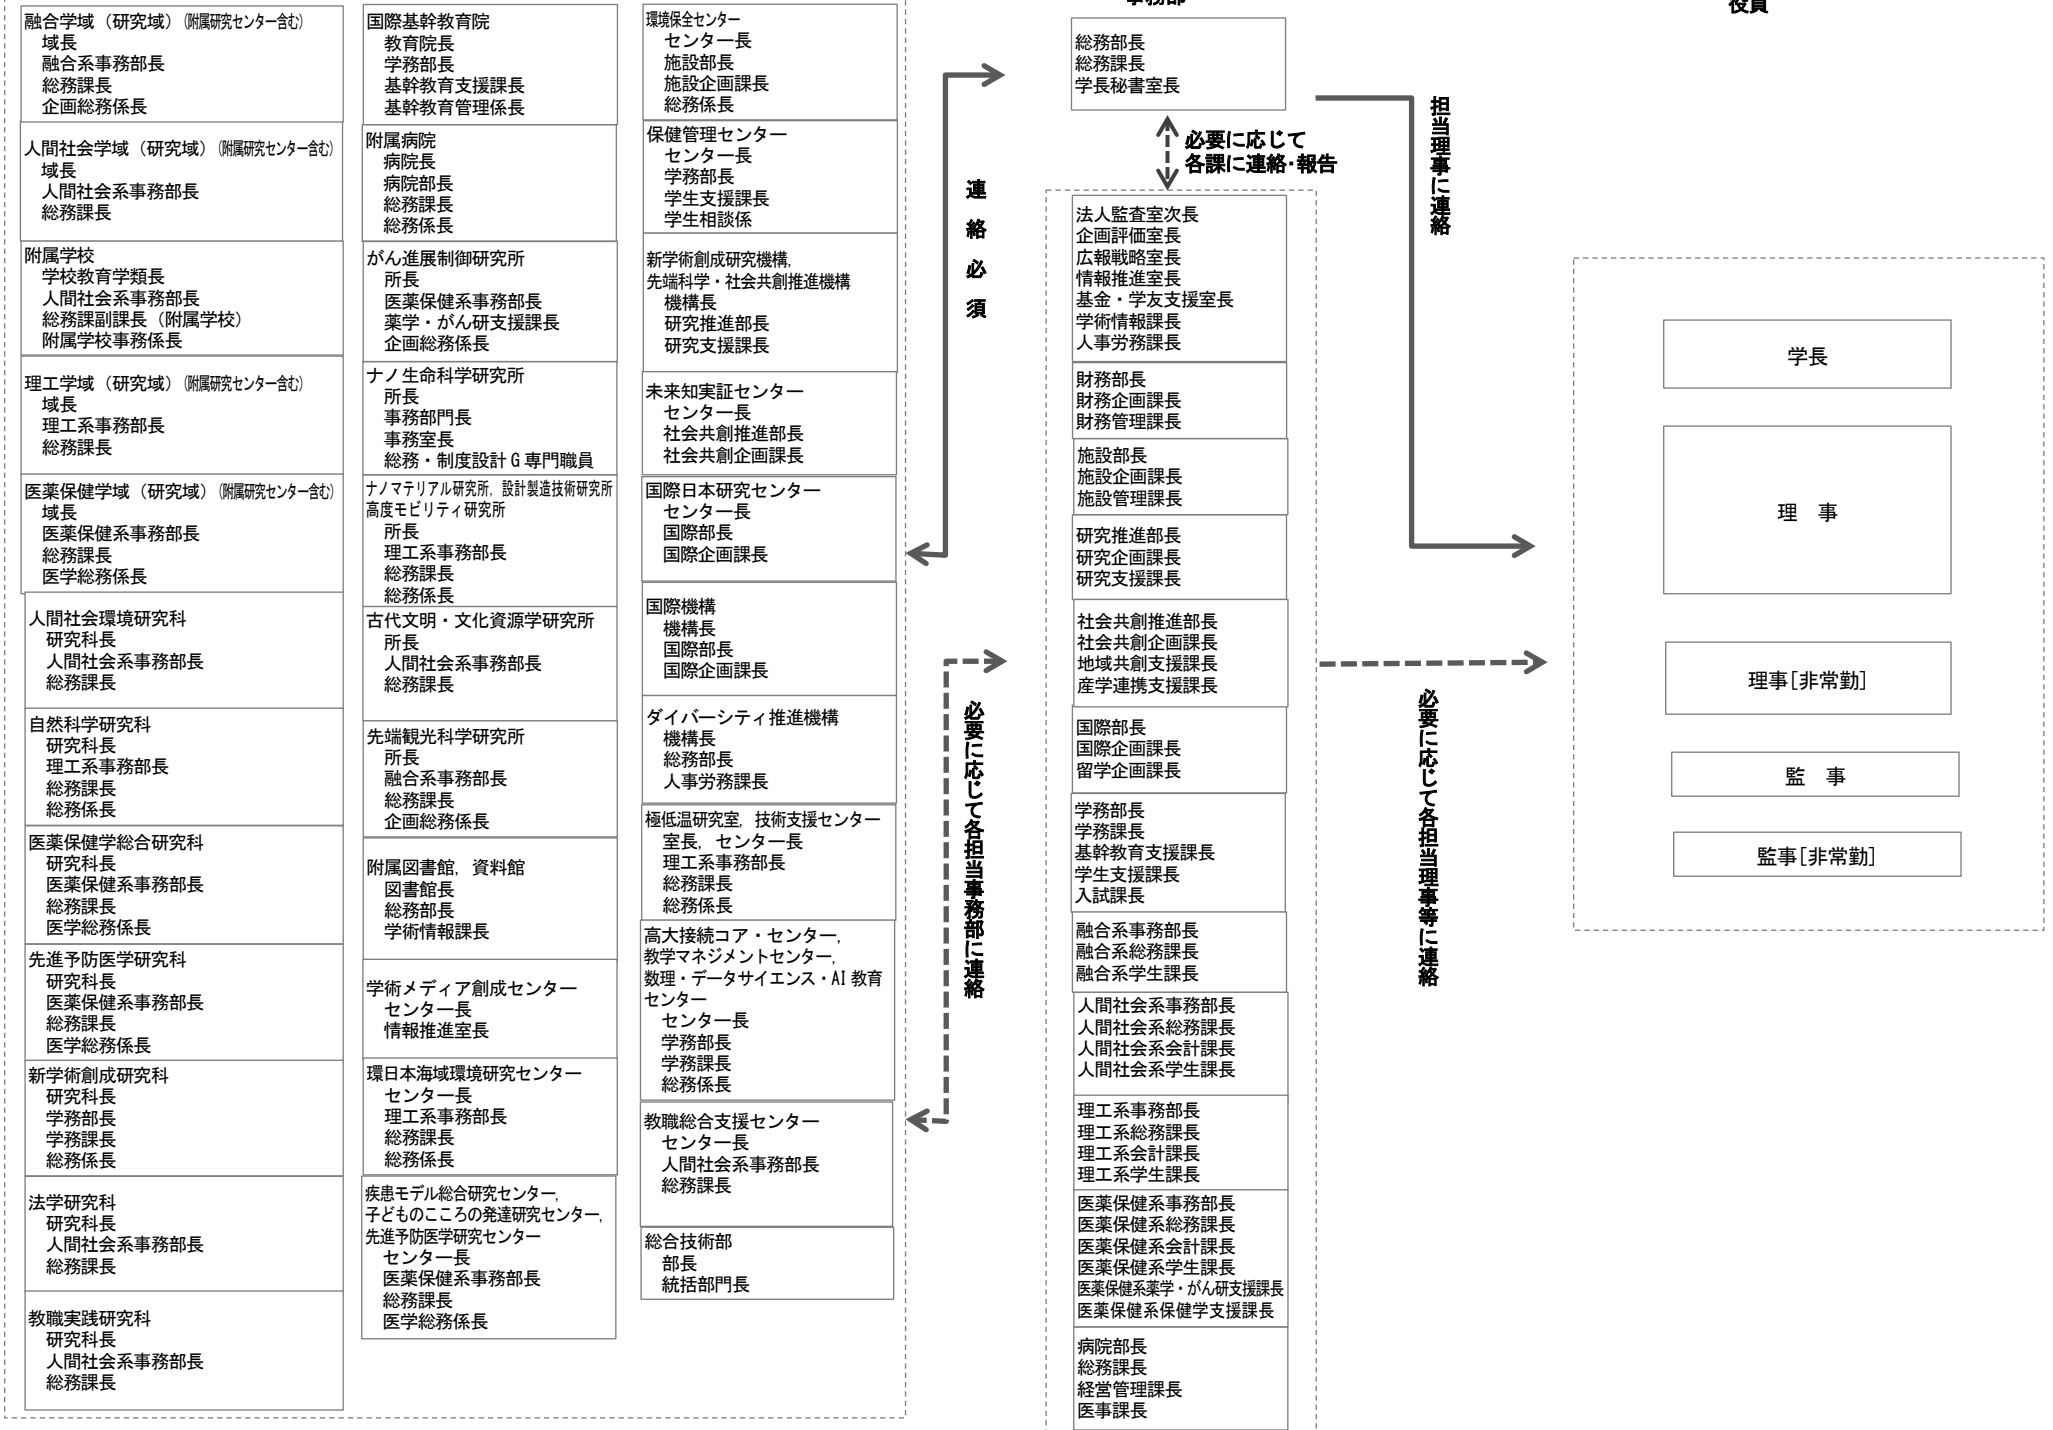 融合学域（研究域）（附属研究センター含む）
域長
融合系事務部長
総務課長
企画総務係長
人間社会学域（研究域）（附属研究センター含む）
域長
人間社会系事務部長
総務課長
附属学校
学校教育学類長
人間社会系事務部長
総務課副課長（附属学校）
附属学校事務係長
理工学域（研究域）（附属研究センター含む）
域長
理工系事務部長
総務課長
医薬保健学域（研究域）（附属研究センター含む）
域長
医薬保健系事務部長
総務課長
医学総務係長
人間社会環境研究科
研究科長
人間社会系事務部長
総務課長
自然科学研究科
研究科長
理工系事務部長
総務課長
総務係長
医薬保健学総合研究科
研究科長
医薬保健系事務部長
総務課長
医学総務係長
先進予防医学研究科
研究科長
医薬保健系事務部長
総務課長
医学総務係長
新学術創成研究科
研究科長
学務部長
学務課長
総務係長
法学研究科
研究科長
人間社会系事務部長
総務課長
教職実践研究科
研究科長
人間社会系事務部長
総務課長
国際基幹教育院
教育院長
学務部長
基幹教育支援課長
基幹教育管理係長
附属病院
病院長
病院部長
総務課長
総務係長
がん進展制御研究所
所長
医薬保健系事務部長
薬学・がん研支援課長
企画総務係長
ナノ生命科学研究所
所長
事務部門長
事務室長
総務・制度設計G専門職員
ナノマテリアル研究所，設計製造技術研究所
高度モビリティ研究所
所長
理工系事務部長
総務課長
総務係長
古代文明・文化資源学研究所
所長
人間社会系事務部長
総務課長
先端観光科学研究所
所長
融合系事務部長
総務課長
企画総務係長
附属図書館，資料館
図書館長
総務部長
学術情報課長
学術メディア創成センター
センター長
情報推進室長
環日本海域環境研究センター
センター長
理工系事務部長
総務課長
総務係長
疾患モデル総合研究センター，
子どものこころの発達研究センター，
先進予防医学研究センター
センター長
医薬保健系事務部長
総務課長
医学総務係長
環境保全センター
センター長
施設部長
施設企画課長
総務係長
保健管理センター
センター長
学務部長
学生支援課長
学生相談係
新学術創成研究機構，
先端科学・社会共創推進機構
機構長
研究推進部長
研究支援課長
未来知実証センター
センター長
社会共創推進部長
社会共創企画課長
国際日本研究センター
センター長
国際部長
国際企画課長
国際機構
機構長
国際部長
国際企画課長
ダイバーシティ推進機構
機構長
総務部長
人事労務課長
極低温研究室，技術支援センター
室長，センター長
理工系事務部長
総務課長
総務係長
高大接続コア・センター，
教学マネジメントセンター，
数理・データサイエンス・AI教育
センター
センター長
学務部長
学務課長
総務係長
教職総合支援センター
センター長
人間社会系事務部長
総務課長
総合技術部
部長
統括部門長
連絡必須
必要に応じて各担当事務部に連絡
事務部
総務部長
総務課長
学長秘書室長
必要に応じて
各課に連絡・報告
法人監査室次長
企画評価室長
広報戦略室長
情報推進室長
基金・学友支援室長
学術情報課長
人事労務課長
財務部長
財務企画課長
財務管理課長
施設部長
施設企画課長
施設管理課長
研究推進部長
研究企画課長
研究支援課長
社会共創推進部長
社会共創企画課長
地域共創支援課長
産学連携支援課長
国際部長
国際企画課長
留学企画課長
学務部長
学務課長
基幹教育支援課長
学生支援課長
入試課長
融合系事務部長
融合系総務課長
融合系学生課長
人間社会系事務部長
人間社会系総務課長
人間社会系会計課長
人間社会系学生課長
理工系事務部長
理工系総務課長
理工系会計課長
理工系学生課長
医薬保健系事務部長
医薬保健系総務課長
医薬保健系会計課長
医薬保健系学生課長
医薬保健系薬学・がん研支援課長
医薬保健系保健学支援課長
病院部長
総務課長
経営管理課長
医事課長
担当理事に連絡
必要に応じて各担当理事等に連絡
役員
学長
理　事
理事[非常勤]
監　事
監事[非常勤]